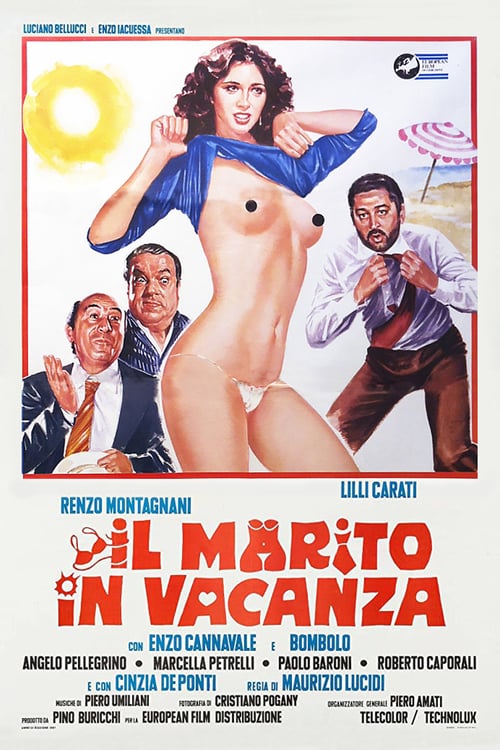 LUCIANO BELLUCCI E ENZO IACUESSA PRESENTANO
EUROPEAN
FILM
RENZO MONTAGNANI
LILLI CARATI
IL MARITO
IN VACANZA
CON ENZO CANNAVALE E BOMBOLO
ANGELO PELLEGRINO • MARCELLA PETRELLI • PAOLO BARONI • ROBERTO CAPORALI
E CON CINZIA DE PONTI REGIA DI MAURIZIO LUCIDI
MUSICHE DI PIERO UMILIANI FOTOGRAFIA DI CRISTIANO POGANY ORGANIZZATORE GENERALE PIERO AMATI
PRODOTTO DA PINO BURICCHI PER LA EUROPEAN FILM DISTRIBUZIONE TELECOLOR / TECHNOLUX